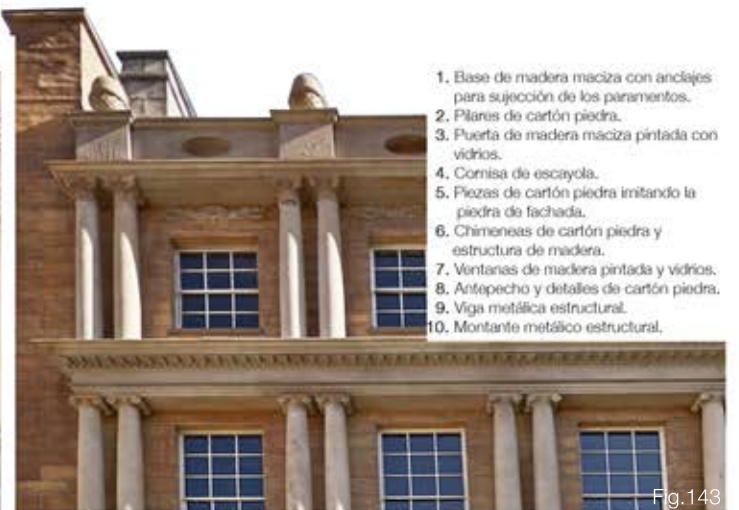 1. Base de madera maciza con anclajes
para sujección de los paramentos.
2. Pilares de cartón piedra.
3. Puerta de madera maciza pintada con
vidrios.
4. Cornisa de escayola.
5. Piezas de cartón piedra imitando la
piedra de fachada.
6. Chimeneas de cartón piedra y
estructura de madera.
7. Ventanas de madera pintada y vidrios.
8. Antepecho y detalles de cartón piedra.
9. Viga metálica estructural.
10. Montante metálico estructural.
Fig.143